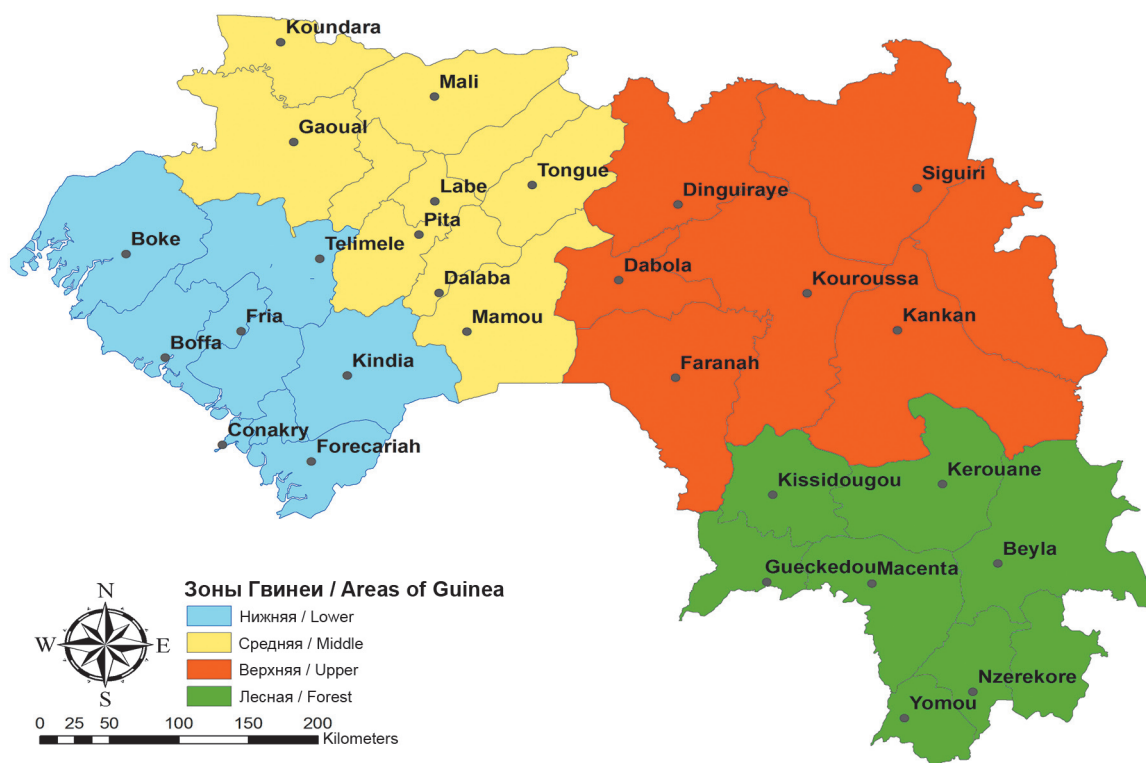 Koundara
Mali
Gaoual
Tongue
Labe
Pita
Siguiri
Dinguiraye
Boke
Telimele
Dabola
Dalaba
Kouroussa
Fria
Mamou
Kankan
Boffa
Kindia
Faranah
Conakry
Forecariah
Kissidougou
Kerouane
Beyla
Gueckedou
Macenta
Nzerekore
Yomou
Зоны Гвинеи / Areas of Guinea
Нижняя / Lower
Средняя / Middle
Верхняя / Upper
Лесная / Forest
N
W E
S
0 25 50 100 150 200
Kilometers